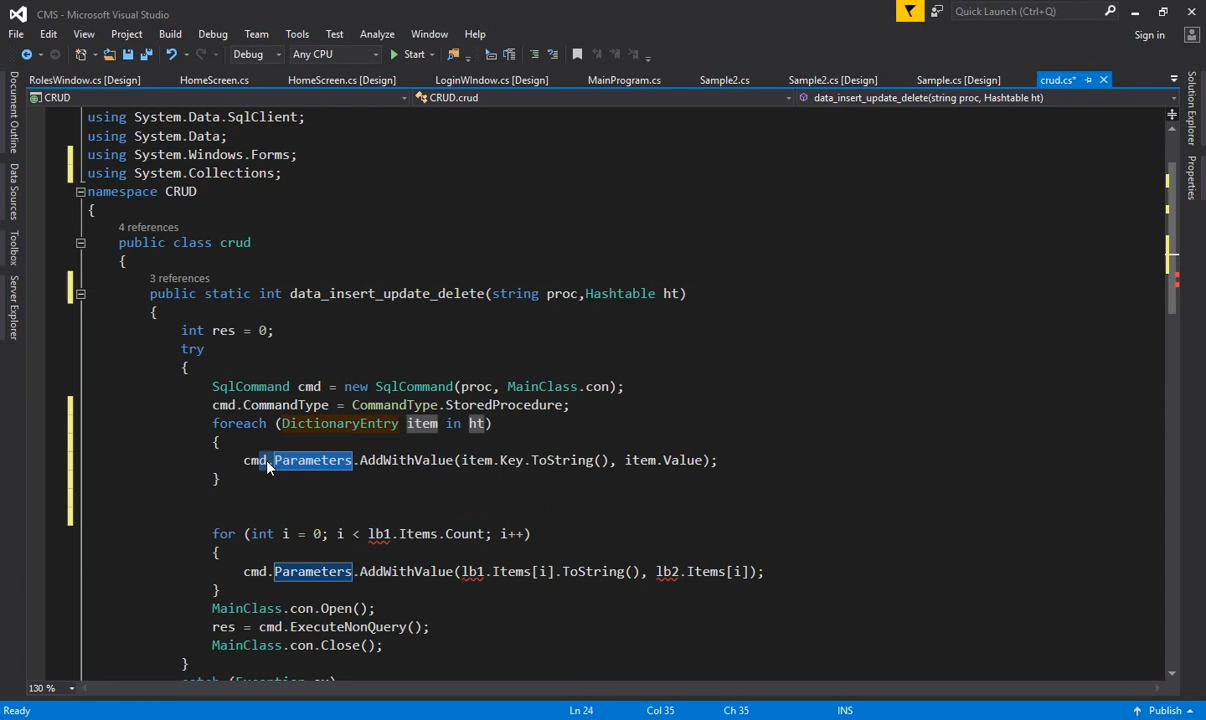 CMS - Microsoft Visual Studio
Quick Launch (Ctrl+Q)
File Edit View Project Build Debug Team Tools Test Analyze Window Help
Sign in
Debug Any CPU Start
RolesWindow.cs [Design] HomeScreen.cs HomeScreen.cs [Design] LoginWIndow.cs [Design] MainProgram.cs Sample2.cs Sample2.cs [Design] Sample.cs [Design] crud.cs*
CRUD CRUD.crud data_insert_update_delete(string proc, Hashtable ht)
Document Outline
Data Sources
Toolbox
Server Explorer
Solution Explorer
Properties
using System.Data.SqlClient;
using System.Data;
using System.Windows.Forms;
using System.Collections;
namespace CRUD
{
4 references
public class crud
{
3 references
public static int data_insert_update_delete(string proc,Hashtable ht)
{
int res = 0;
try
{
SqlCommand cmd = new SqlCommand(proc, MainClass.con);
cmd.CommandType = CommandType.StoredProcedure;
foreach (DictionaryEntry item in ht)
{
cmd.Parameters.AddWithValue(item.Key.ToString(), item.Value);
}
for (int i = 0; i < lb1.Items.Count; i++)
{
cmd.Parameters.AddWithValue(lb1.Items[i].ToString(), lb2.Items[i]);
}
MainClass.con.Open();
res = cmd.ExecuteNonQuery();
MainClass.con.Close();
}
catch (Exception ex)
130 %
Ready Ln 24 Col 35 Ch 35 INS Publish